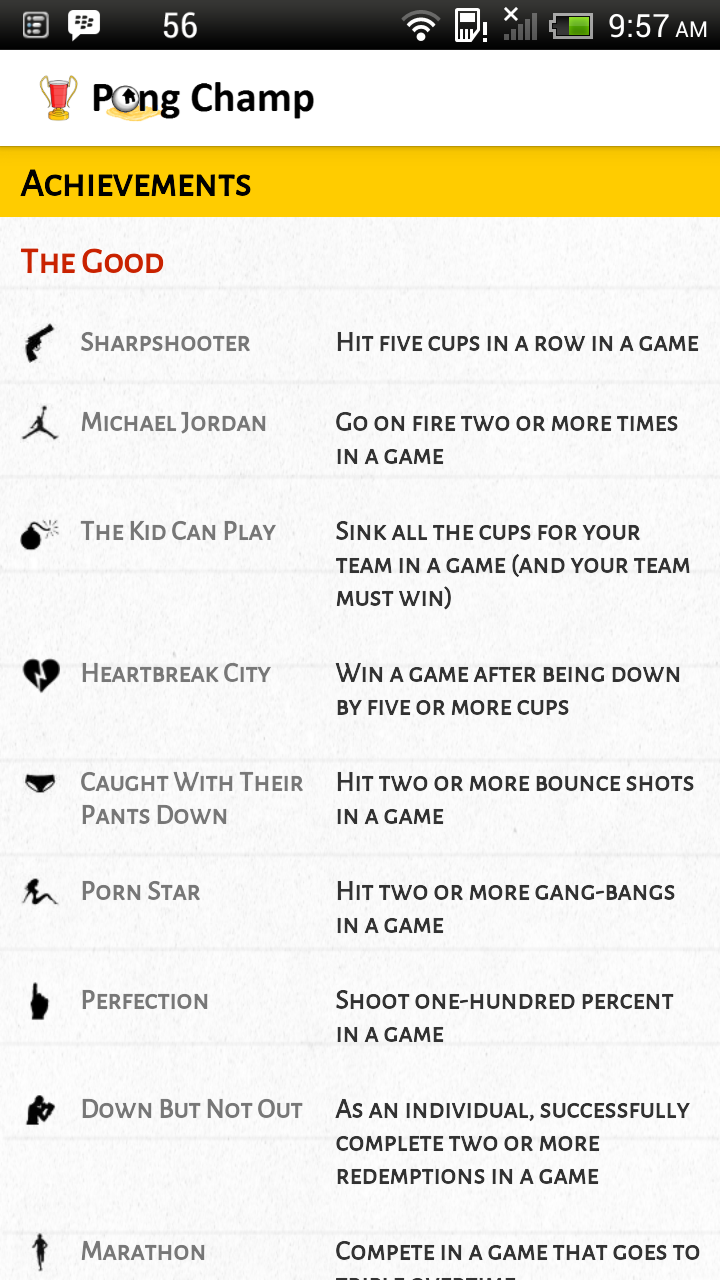 56
9:57 AM
Pong Champ
Achievements
The Good
Sharpshooter
Hit five cups in a row in a game
Michael Jordan
Go on fire two or more times
in a game
The Kid Can Play
Sink all the cups for your
team in a game (and your team
must win)
Heartbreak City
Win a game after being down
by five or more cups
Caught With Their
Pants Down
Hit two or more bounce shots
in a game
Porn Star
Hit two or more gang-bangs
in a game
Perfection
Shoot one-hundred percent
in a game
Down But Not Out
As an individual, successfully
complete two or more
redemptions in a game
Marathon
Compete in a game that goes to
triple overtime